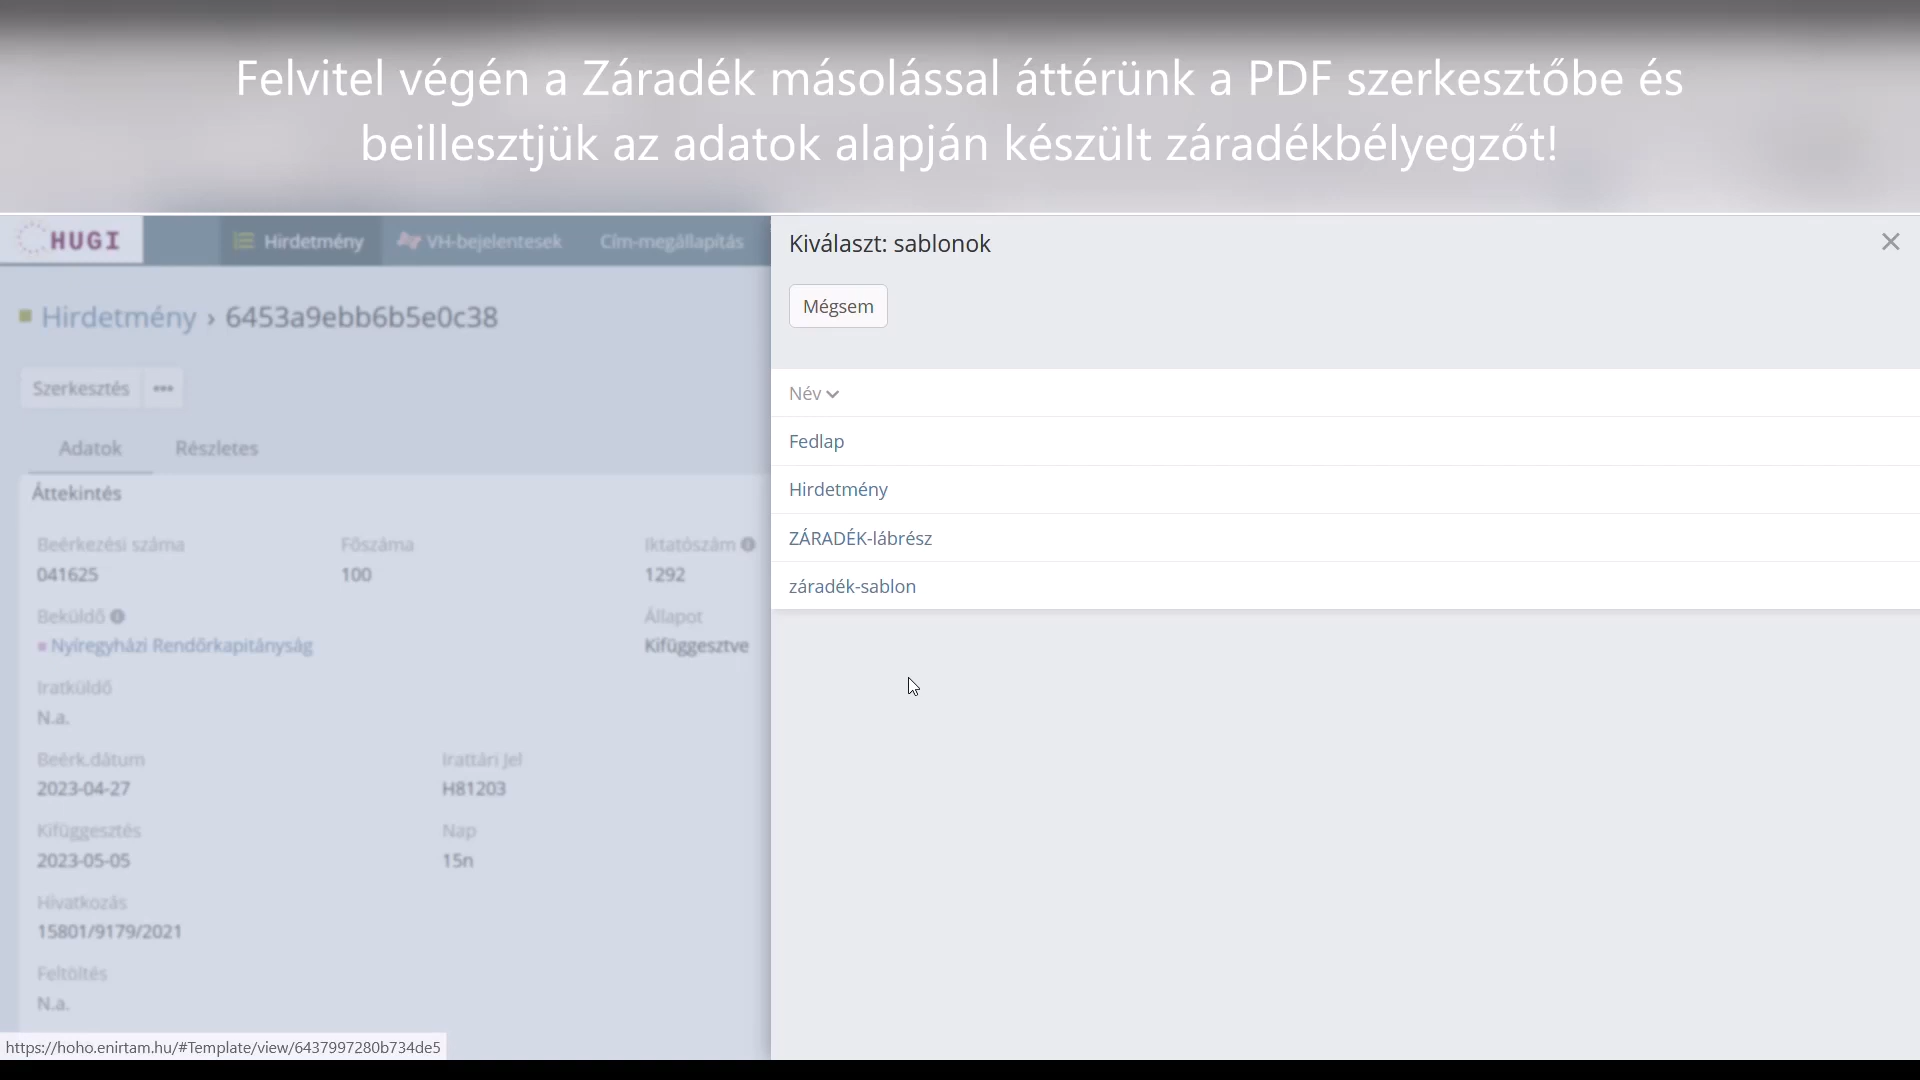 Felvitel végén a Záradék másolással áttérünk a PDF szerkesztőbe és
beillesztjük az adatok alapján készült záradékbélyegzőt!
HUGI
Hirdetmény
VH-bejelentesek
Cím-megállapítás
Hirdetmény › 6453a9ebb6b5e0c38
Szerkesztés
Adatok
Részletes
Áttekintés
Beérkezési száma
Főszáma
Iktatószám
041625
100
1292
Beküldő
Állapot
Nyíregyházi Rendőrkapitányság
Kifüggesztve
Iratküldő
N.a.
Beérk.dátum
Irattári Jel
2023-04-27
H81203
Kifüggesztés
Nap
2023-05-05
15n
Hivatkozás
15801/9179/2021
Feltöltés
N.a.
https://hoho.enirtam.hu/#Template/view/6437997280b734de5
Kiválaszt: sablonok
Mégsem
Név
Fedlap
Hirdetmény
ZÁRADÉK-lábrész
záradék-sablon